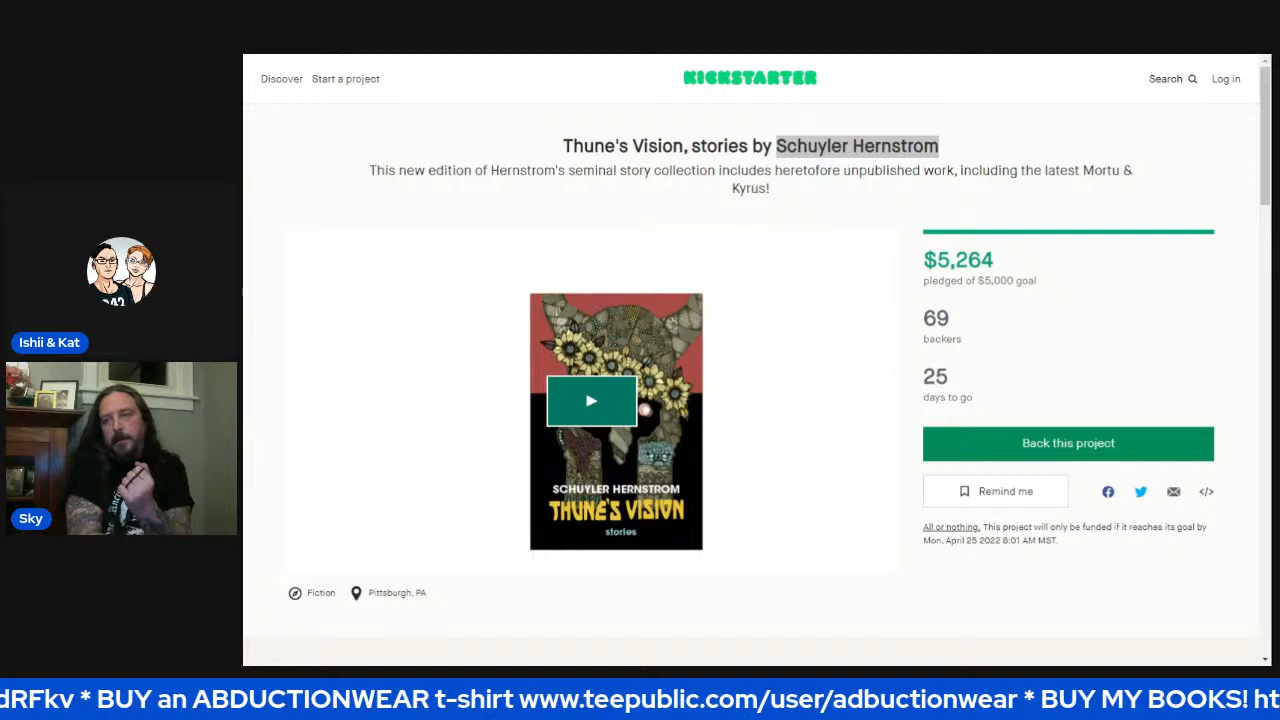 Discover Start a project
KICKSTARTER
Search Log in
Thune's Vision, stories by Schuyler Hernstrom
This new edition of Hernstrom's seminal story collection includes heretofore unpublished work, including the latest Mortu &
Kyrus!
$5,264
pledged of $5,000 goal
69
backers
25
days to go
Back this project
Remind me
All or nothing. This project will only be funded if it reaches its goal by
Mon, April 25 2022 8:01 AM MST.
SCHUYLER HERNSTROM
THUNE'S VISION
stories
Fiction Pittsburgh, PA
Ishii & Kat
Sky
dRFkv * BUY an ABDUCTIONWEAR t-shirt www.teepublic.com/user/adbuctionwear * BUY MY BOOKS! ht